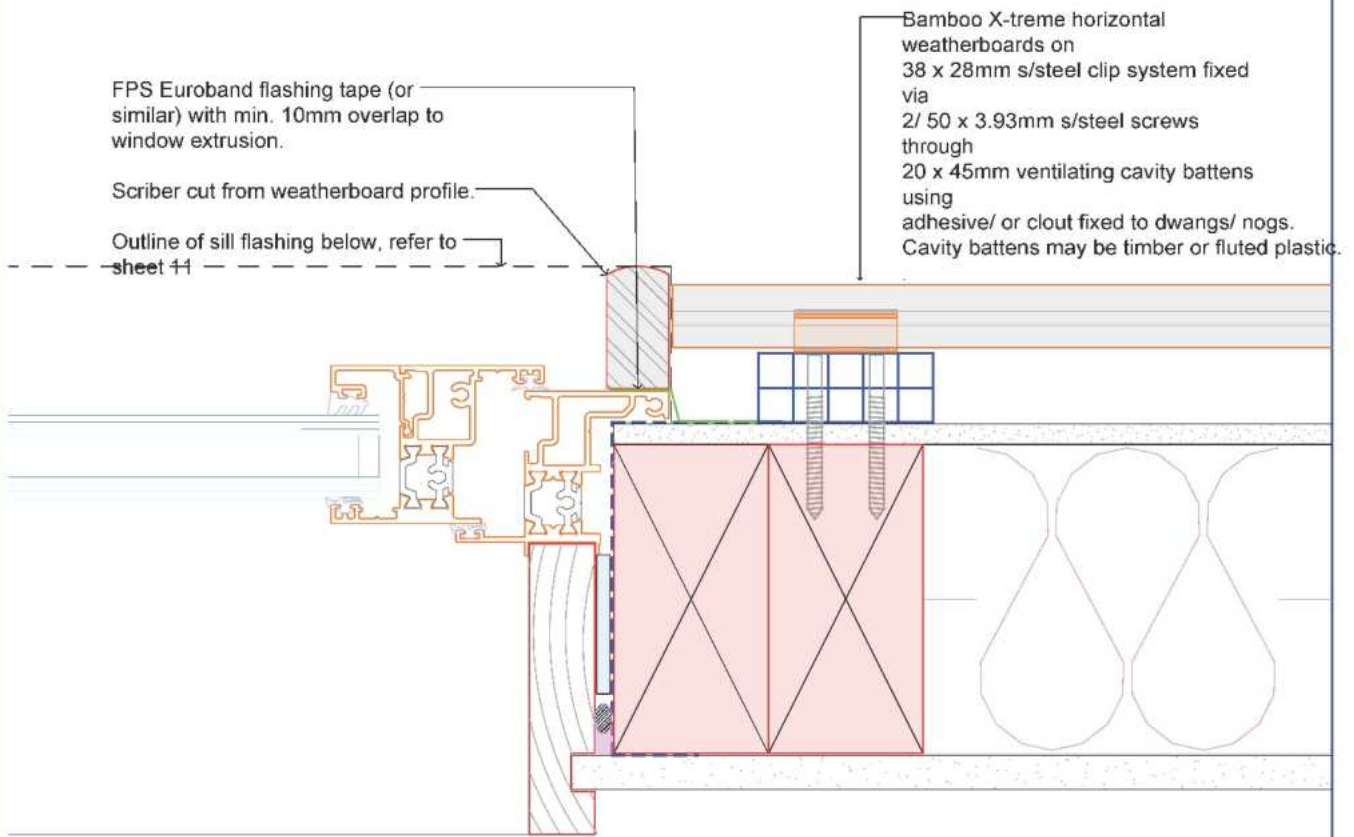 FPS Euroband flashing tape (or
similar) with min. 10mm overlap to
window extrusion.
Scriber cut from weatherboard profile.
Outline of sill flashing below, refer to
sheet 11
Bamboo X-treme horizontal
weatherboards on
38 x 28mm s/steel clip system fixed
via
2/ 50 x 3.93mm s/steel screws
through
20 x 45mm ventilating cavity battens
using
adhesive/ or clout fixed to dwangs/ nogs.
Cavity battens may be timber or fluted plastic.